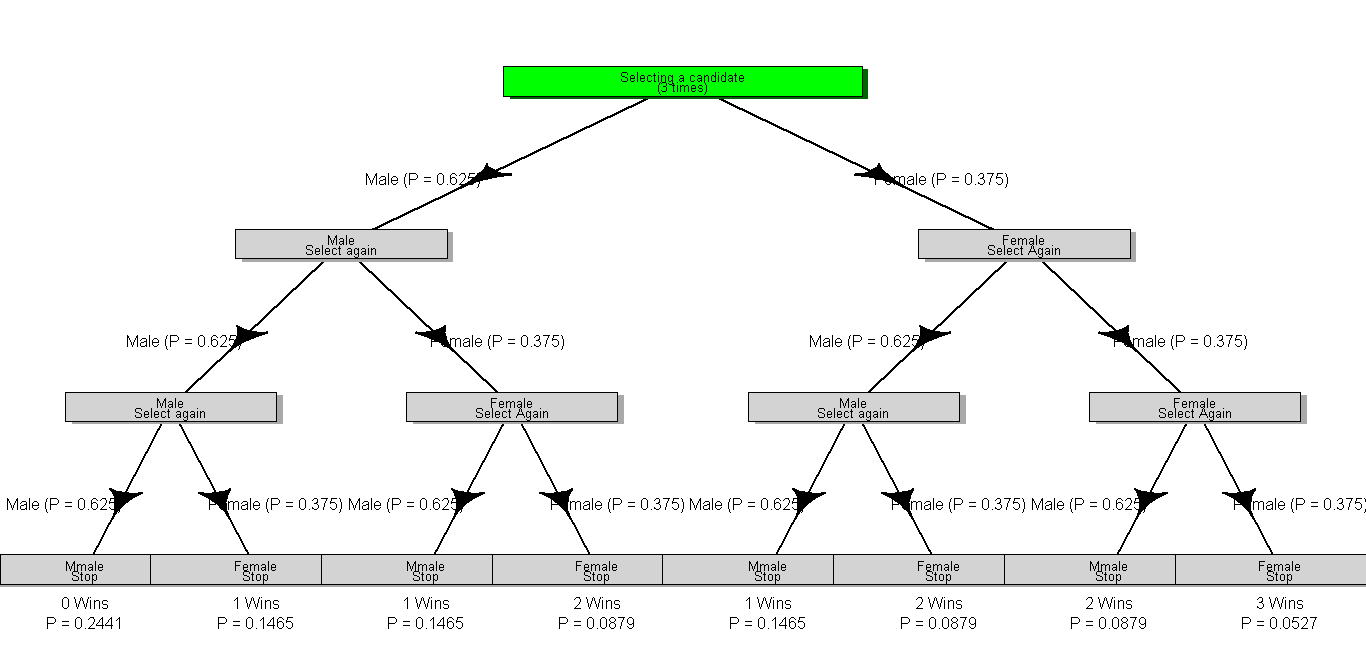 Selecting a candidate
(3 times)
Male (P = 0.625)
Female (P = 0.375)
Male
Select again
Female
Select Again
Male (P = 0.625)
Female (P = 0.375)
Male (P = 0.625)
Female (P = 0.375)
Male
Select again
Female
Select Again
Male
Select again
Female
Select Again
Male (P = 0.625)
Female (P = 0.375)
Male (P = 0.625)
Female (P = 0.375)
Male (P = 0.625)
Female (P = 0.375)
Male (P = 0.625)
Female (P = 0.375)
Mmale
Stop
Female
Stop
Mmale
Stop
Female
Stop
Mmale
Stop
Female
Stop
Mmale
Stop
Female
Stop
0 Wins
P = 0.2441
1 Wins
P = 0.1465
1 Wins
P = 0.1465
2 Wins
P = 0.0879
1 Wins
P = 0.1465
2 Wins
P = 0.0879
2 Wins
P = 0.0879
3 Wins
P = 0.0527